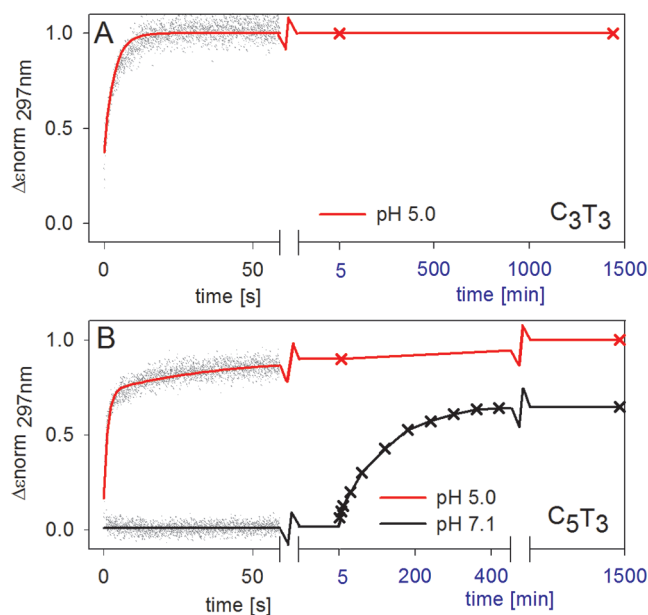 A
Δεnorm 297nm
1.0
0.5
0.0
pH 5.0
C3T3
0 50 5 500 1000 1500
time [s] time [min]
B
Δεnorm 297nm
1.0
0.5
0.0
pH 5.0
pH 7.1
C5T3
0 50 5 200 400 1500
time [s] time [min]